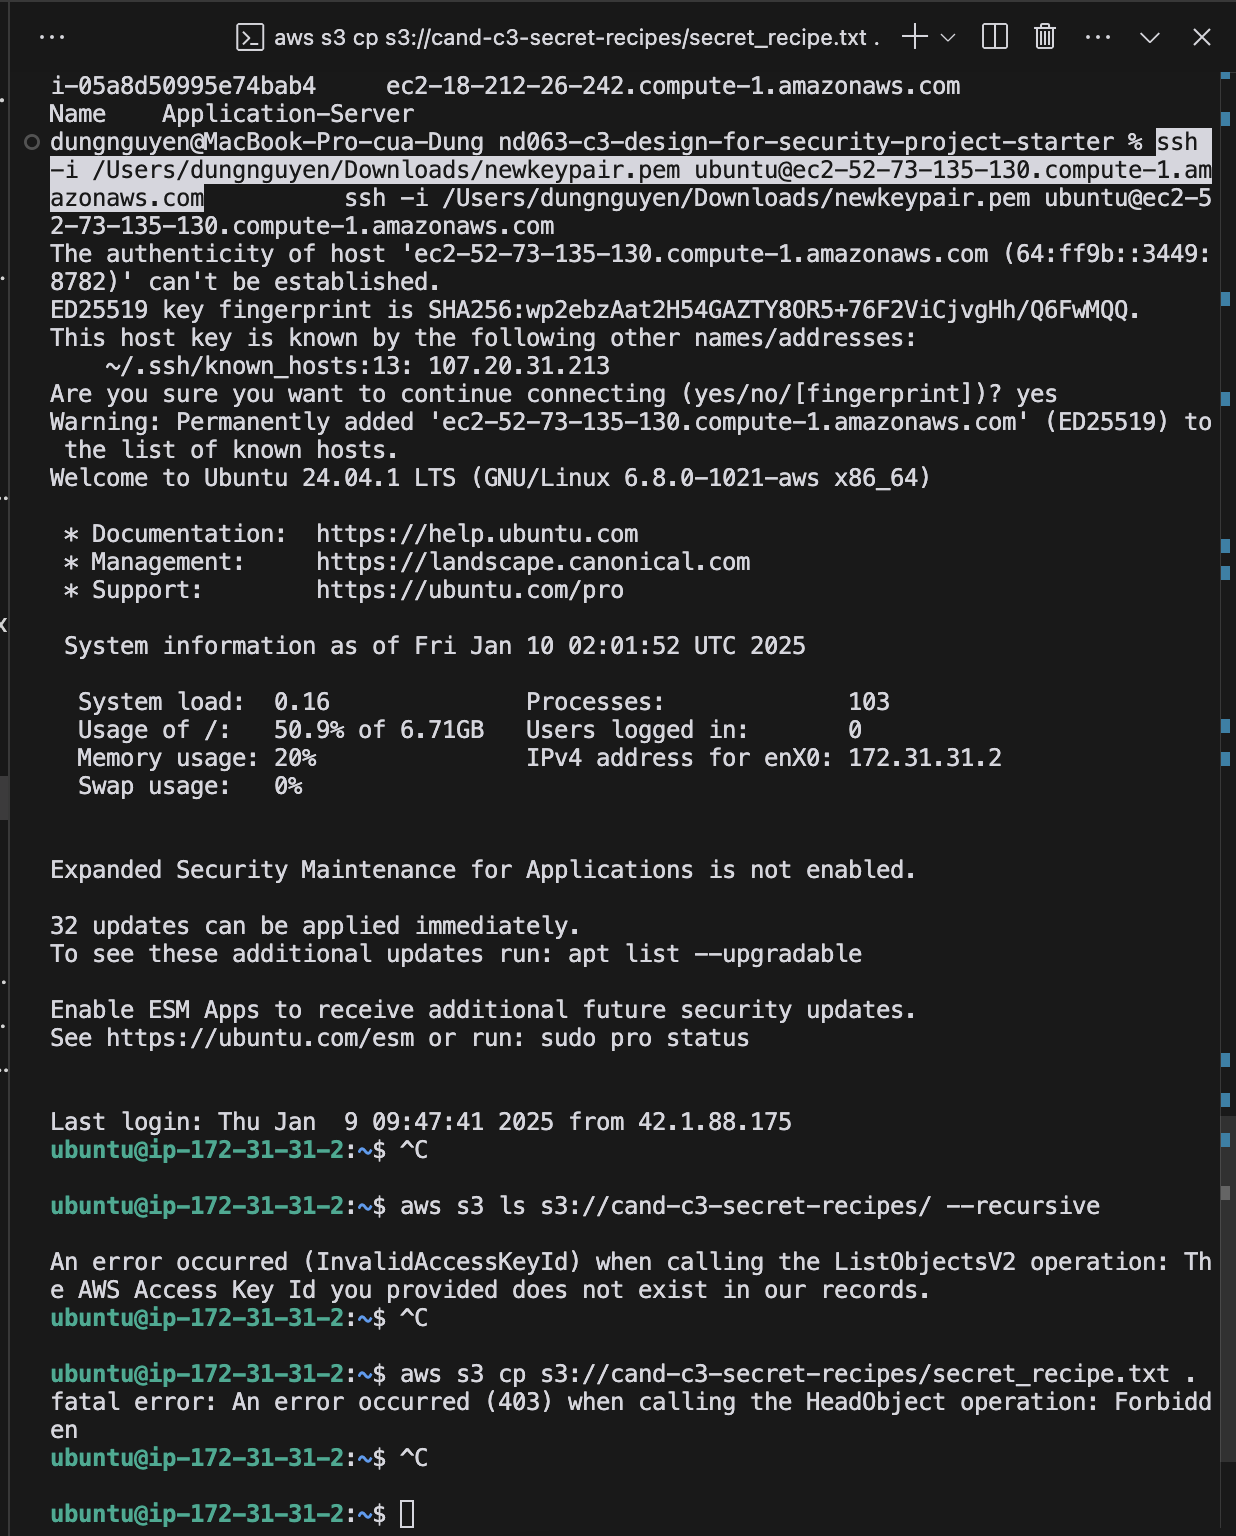 aws s3 cp s3://cand-c3-secret-recipes/secret_recipe.txt .
i-05a8d50995e74bab4     ec2-18-212-26-242.compute-1.amazonaws.com
Name    Application-Server
dungnguyen@MacBook-Pro-cua-Dung nd063-c3-design-for-security-project-starter % ssh
-i /Users/dungnguyen/Downloads/newkeypair.pem ubuntu@ec2-52-73-135-130.compute-1.am
azonaws.com          ssh -i /Users/dungnguyen/Downloads/newkeypair.pem ubuntu@ec2-5
2-73-135-130.compute-1.amazonaws.com
The authenticity of host 'ec2-52-73-135-130.compute-1.amazonaws.com (64:ff9b::3449:
8782)' can't be established.
ED25519 key fingerprint is SHA256:wp2ebzAat2H54GAZTY8OR5+76F2ViCjvgHh/Q6FwMQQ.
This host key is known by the following other names/addresses:
    ~/.ssh/known_hosts:13: 107.20.31.213
Are you sure you want to continue connecting (yes/no/[fingerprint])? yes
Warning: Permanently added 'ec2-52-73-135-130.compute-1.amazonaws.com' (ED25519) to
 the list of known hosts.
Welcome to Ubuntu 24.04.1 LTS (GNU/Linux 6.8.0-1021-aws x86_64)

 * Documentation:  https://help.ubuntu.com
 * Management:     https://landscape.canonical.com
 * Support:        https://ubuntu.com/pro

 System information as of Fri Jan 10 02:01:52 UTC 2025

  System load:  0.16               Processes:             103
  Usage of /:   50.9% of 6.71GB   Users logged in:       0
  Memory usage: 20%               IPv4 address for enX0: 172.31.31.2
  Swap usage:   0%

Expanded Security Maintenance for Applications is not enabled.

32 updates can be applied immediately.
To see these additional updates run: apt list --upgradable

Enable ESM Apps to receive additional future security updates.
See https://ubuntu.com/esm or run: sudo pro status

Last login: Thu Jan  9 09:47:41 2025 from 42.1.88.175
ubuntu@ip-172-31-31-2:~$ ^C

ubuntu@ip-172-31-31-2:~$ aws s3 ls s3://cand-c3-secret-recipes/ --recursive

An error occurred (InvalidAccessKeyId) when calling the ListObjectsV2 operation: Th
e AWS Access Key Id you provided does not exist in our records.
ubuntu@ip-172-31-31-2:~$ ^C

ubuntu@ip-172-31-31-2:~$ aws s3 cp s3://cand-c3-secret-recipes/secret_recipe.txt .
fatal error: An error occurred (403) when calling the HeadObject operation: Forbidd
en
ubuntu@ip-172-31-31-2:~$ ^C

ubuntu@ip-172-31-31-2:~$